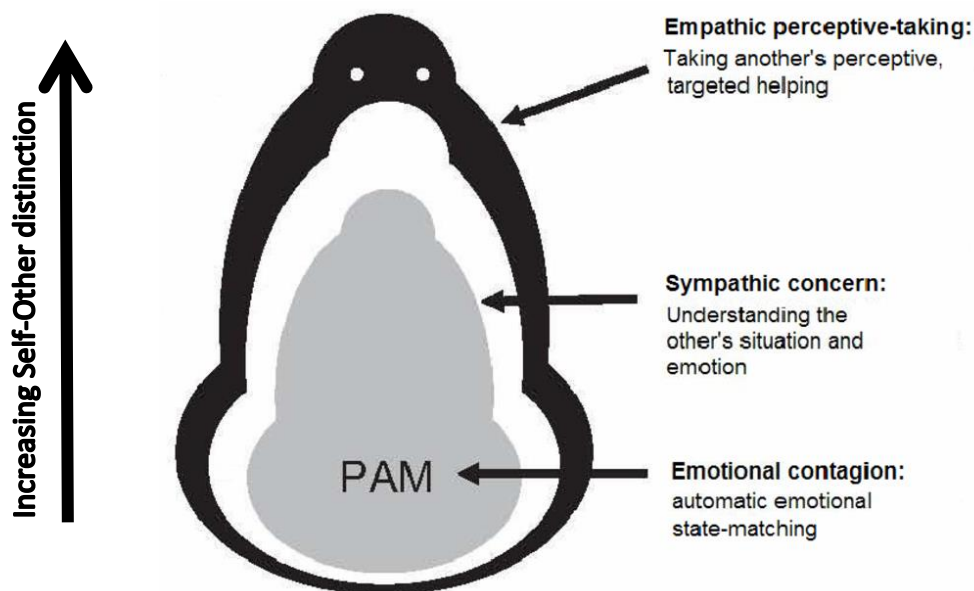 Increasing Self-Other distinction
Empathic perceptive-taking:
Taking another's perceptive,
targeted helping
Sympathic concern:
Understanding the
other's situation and
emotion
PAM
Emotional contagion:
automatic emotional
state-matching